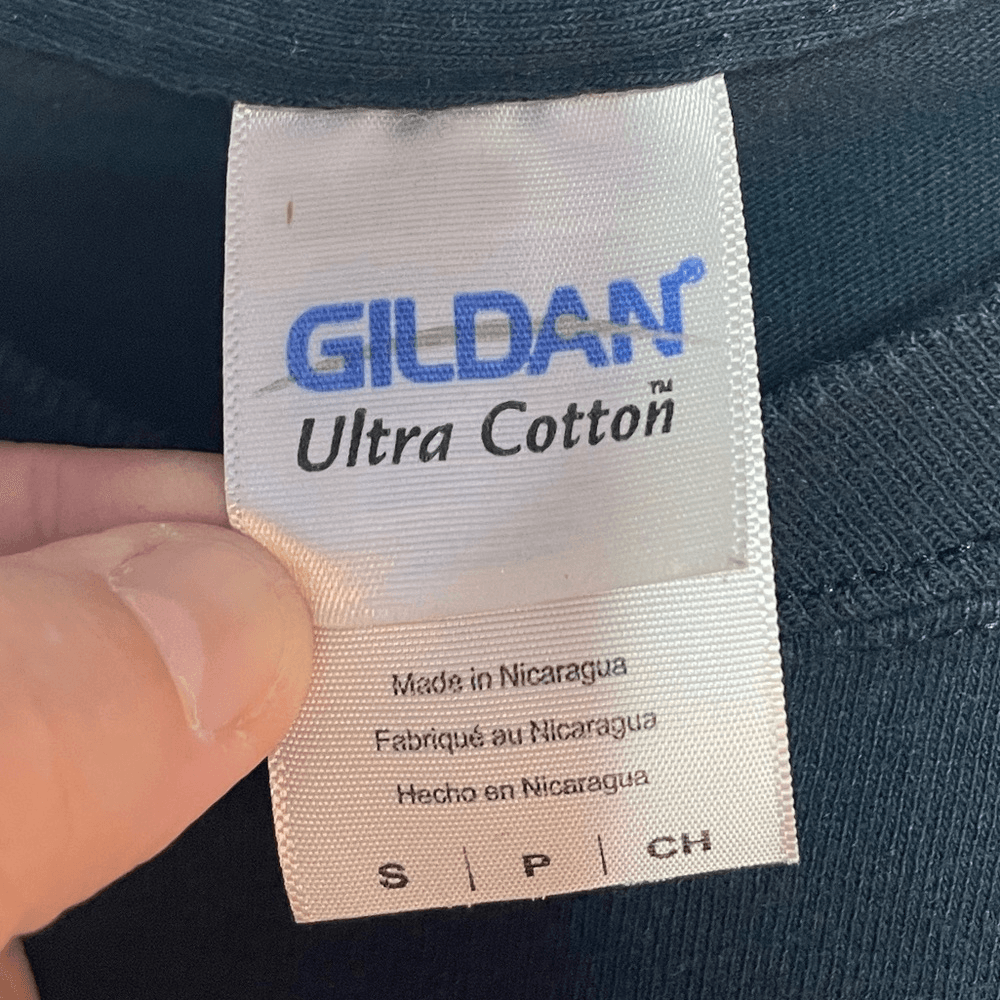 GILDAN®
Ultra Cotton™
Made in Nicaragua
Fabriqué au Nicaragua
Hecho en Nicaragua
S | P | CH